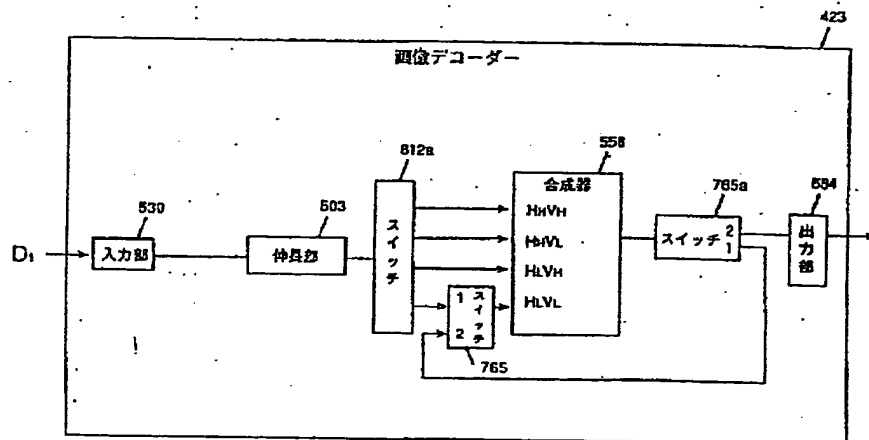 423
画像デコーダー
812a
556
530
503
合成器
765a
スイッチ
HHVH
HHVL
HLVH
HLVL
D1
入力部
伸長部
スイッチ 2
1
出力部
1
2
スイッチ
765